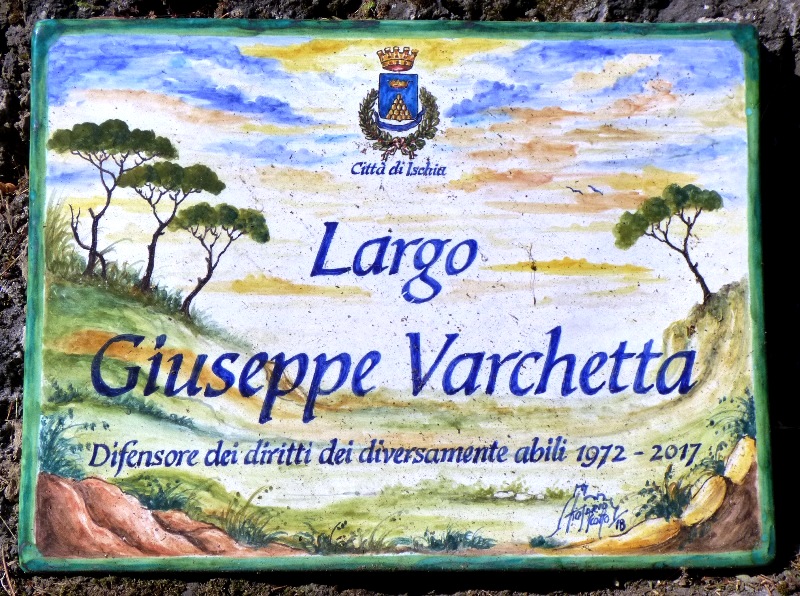 Città di Ischia
Largo
Giuseppe Varchetta
Difensore dei diritti dei diversamente abili 1972 - 2017